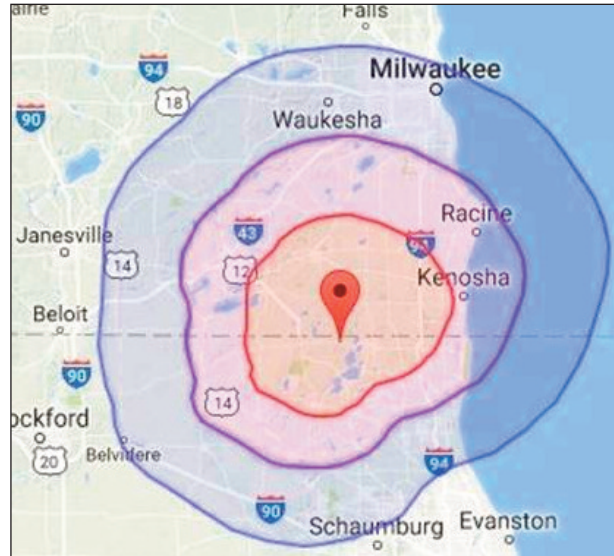 Falls
94
Milwaukee
18
90
Waukesha
43
Racine
Janesville
14
12
94
Kenosha
Beloit
90
14
ockford
20
Belvidere
94
90
Schaumburg
Evanston